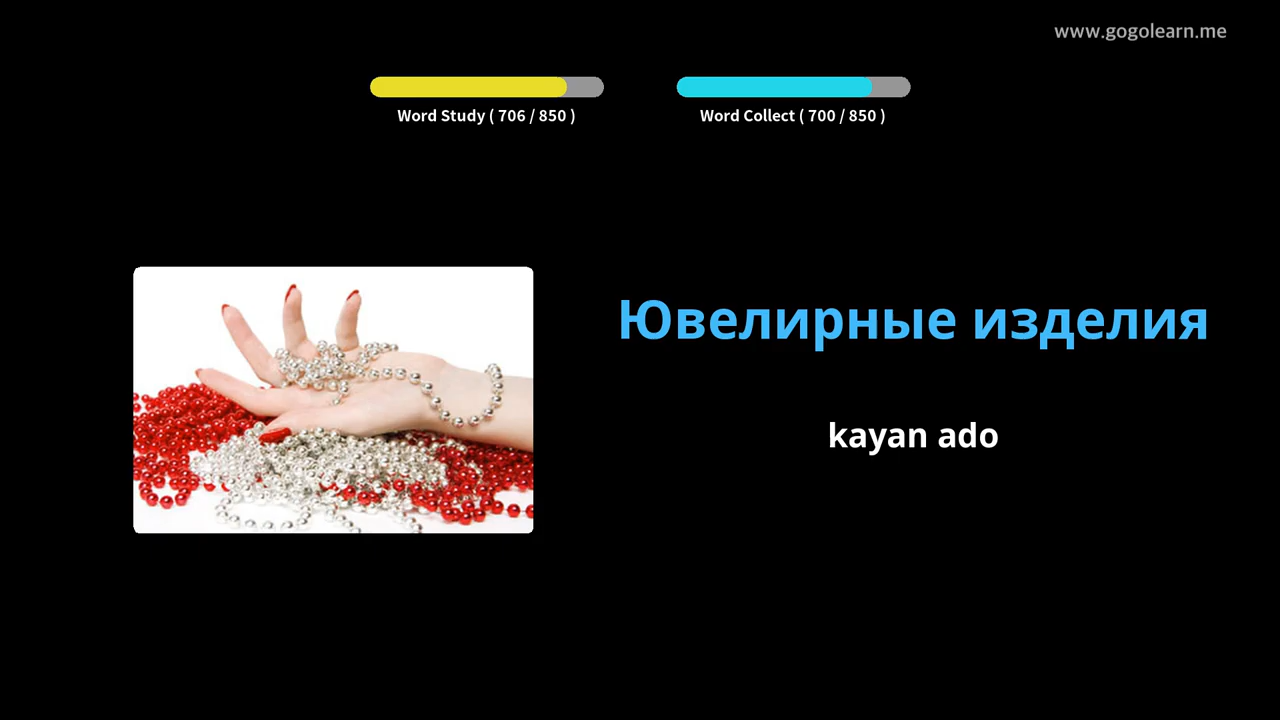 www.gogolearn.me
Word Study ( 706 / 850 )
Word Collect ( 700 / 850 )
Ювелирные изделия
kayan ado